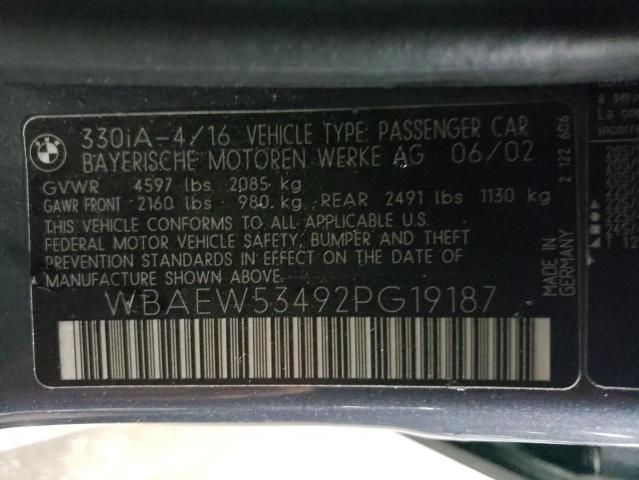 330iA-4/16 VEHICLE TYPE: PASSENGER CAR
BAYERISCHE MOTOREN WERKE AG 06/02
GVWR 4597 lbs 2085 kg
GAWR FRONT 2160 lbs 980 kg REAR 2491 lbs 1130 kg
THIS VEHICLE CONFORMS TO ALL APPLICABLE U.S.
FEDERAL MOTOR VEHICLE SAFETY, BUMPER AND THEFT
PREVENTION STANDARDS IN EFFECT ON THE DATE OF
MANUFACTURE SHOWN ABOVE.
WBAEW53492PG19187
MADE IN
GERMANY
2 122 606
a seri
La